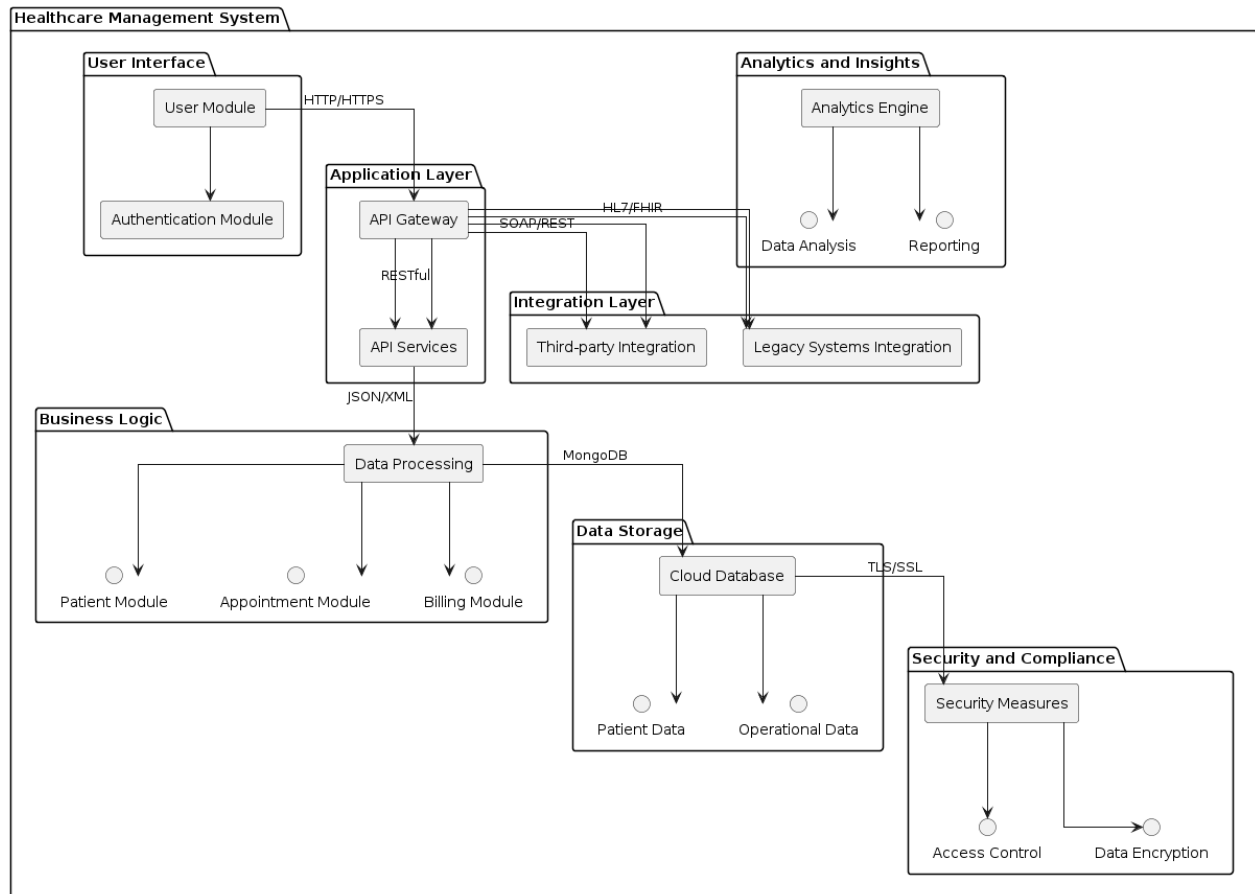 Healthcare Management System
User Interface
Analytics and Insights
User Module
HTTP/HTTPS
Analytics Engine
Application Layer
Authentication Module
API Gateway
HL7/FHIR
SOAP/REST
Data Analysis
Reporting
RESTful
Integration Layer
API Services
Third-party Integration
Legacy Systems Integration
JSON/XML
Business Logic
Data Processing
MongoDB
Data Storage
Cloud Database
TLS/SSL
Patient Module
Appointment Module
Billing Module
Security and Compliance
Security Measures
Patient Data
Operational Data
Access Control
Data Encryption